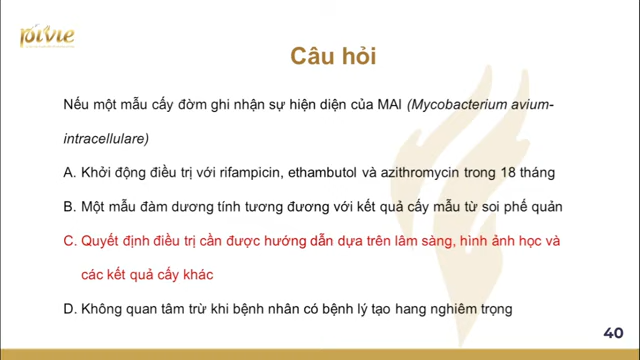 pivie
Câu hỏi
Nếu một mẫu cấy đờm ghi nhận sự hiện diện của MAI (Mycobacterium avium-
intracellulare)
A. Khởi động điều trị với rifampicin, ethambutol và azithromycin trong 18 tháng
B. Một mẫu đàm dương tính tương đương với kết quả cấy mẫu từ soi phế quản
C. Quyết định điều trị cần được hướng dẫn dựa trên lâm sàng, hình ảnh học và
các kết quả cấy khác
D. Không quan tâm trừ khi bệnh nhân có bệnh lý tạo hang nghiêm trọng
40